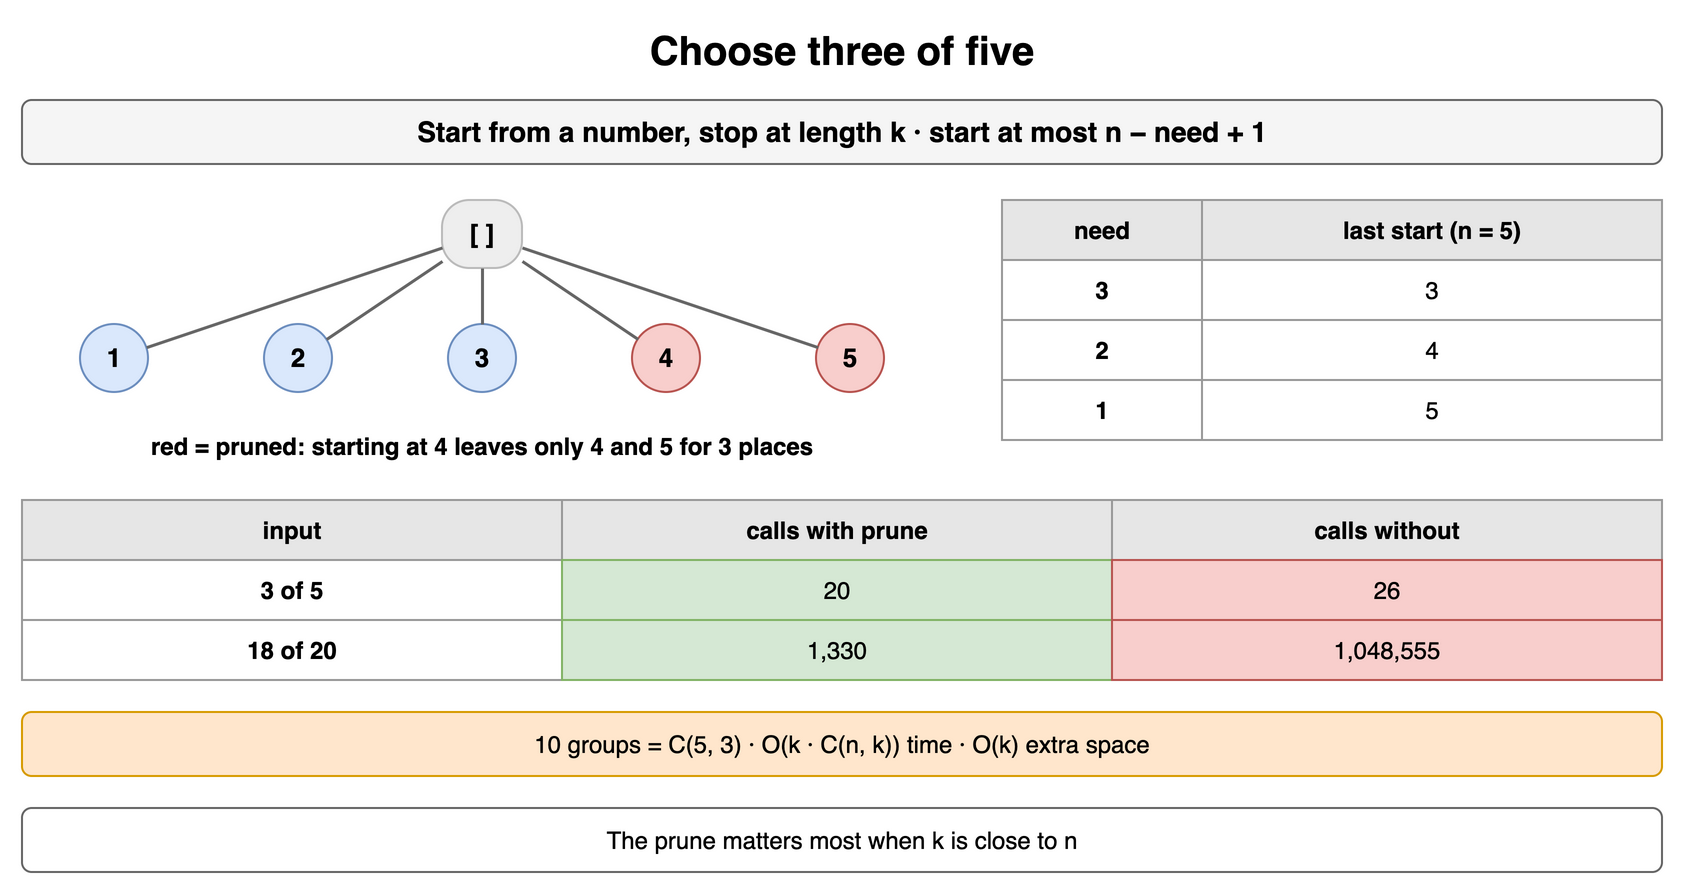 Choose three of five
Start from a number, stop at length k · start at most n − need + 1
[ ]
1 2 3 4 5
red = pruned: starting at 4 leaves only 4 and 5 for 3 places
need last start (n = 5)
3 3
2 4
1 5
input calls with prune calls without
3 of 5 20 26
18 of 20 1,330 1,048,555
10 groups = C(5, 3) · O(k · C(n, k)) time · O(k) extra space
The prune matters most when k is close to n